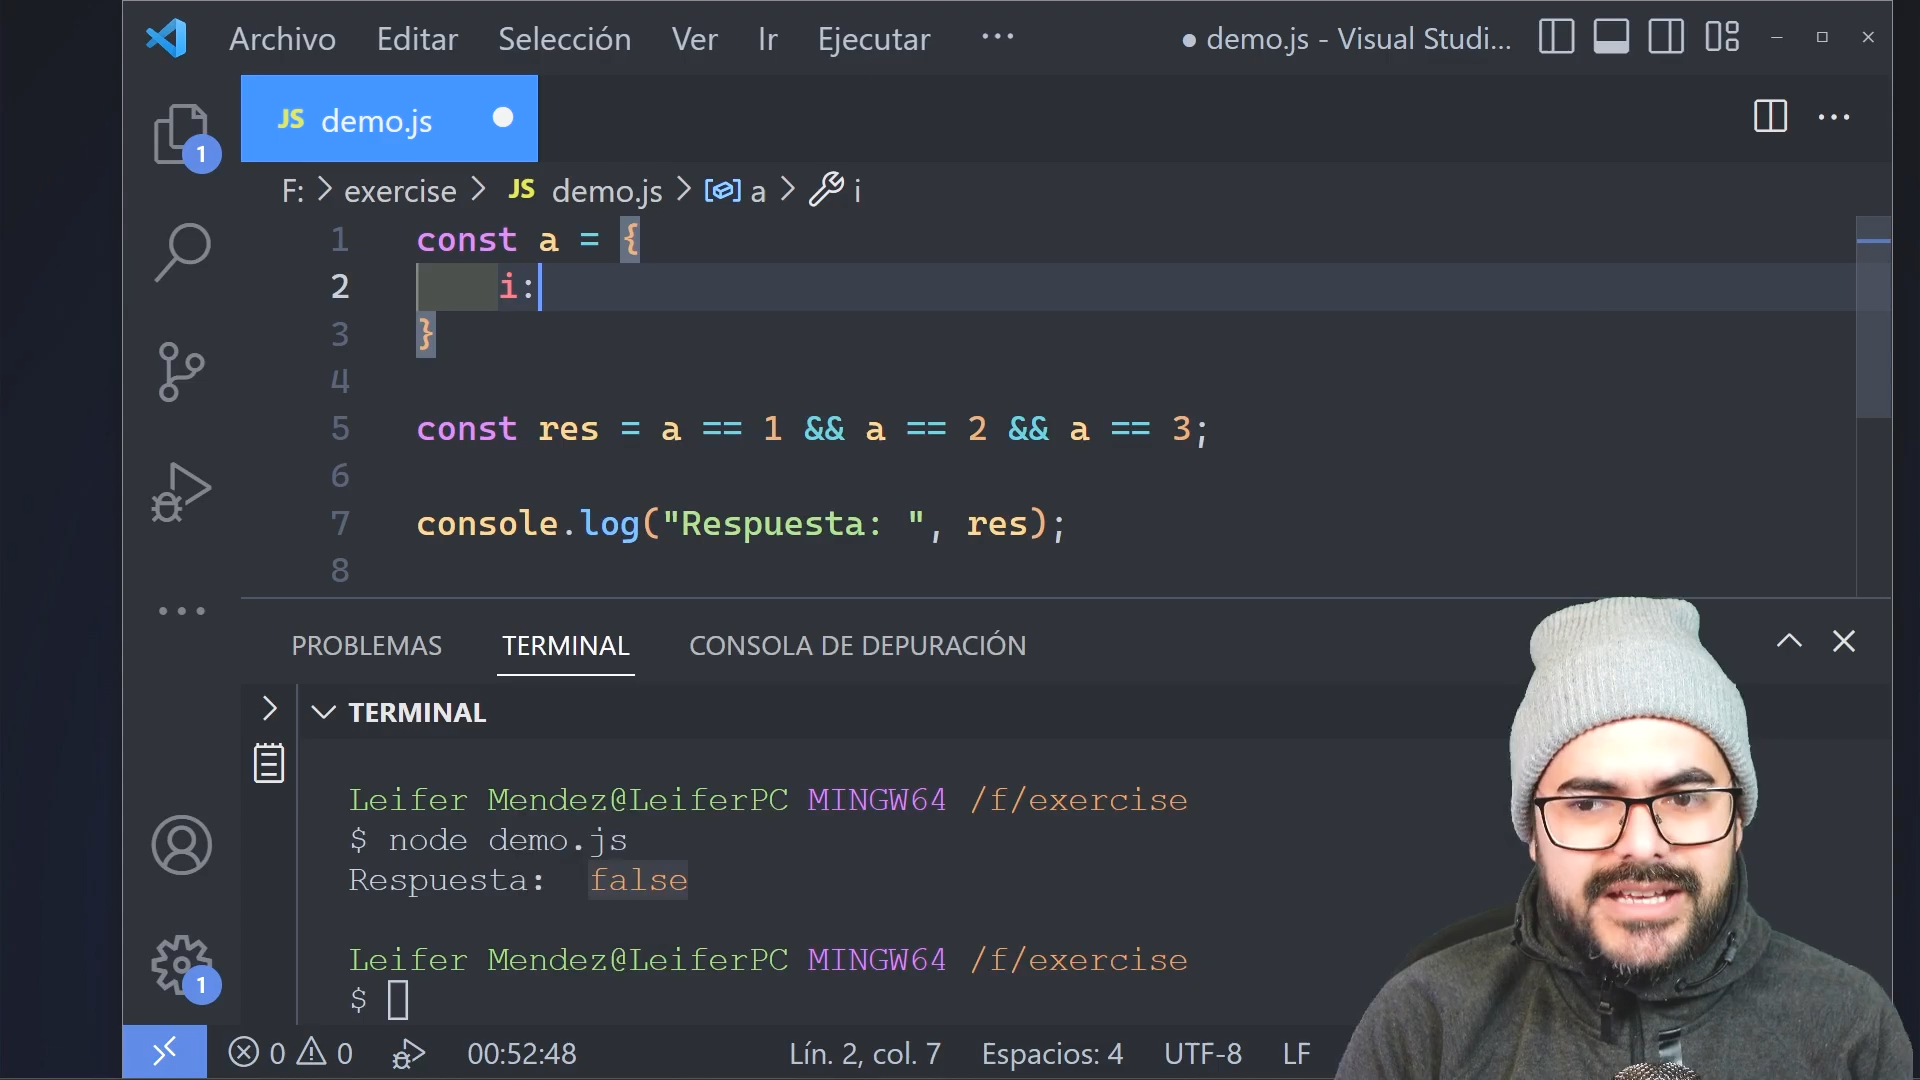 Archivo Editar Selección Ver Ir Ejecutar ··· ● demo.js - Visual Studi...
JS demo.js
1
F: > exercise > JS demo.js > a > i
1 const a = {
2 i:
3 }
4
5 const res = a == 1 && a == 2 && a == 3;
6
7 console.log("Respuesta: ", res);
8
PROBLEMAS TERMINAL CONSOLA DE DEPURACIÓN
TERMINAL
Leifer Mendez@LeiferPC MINGW64 /f/exercise
$ node demo.js
Respuesta: false
Leifer Mendez@LeiferPC MINGW64 /f/exercise
$
1
0 0 00:52:48 Lín. 2, col. 7 Espacios: 4 UTF-8 LF